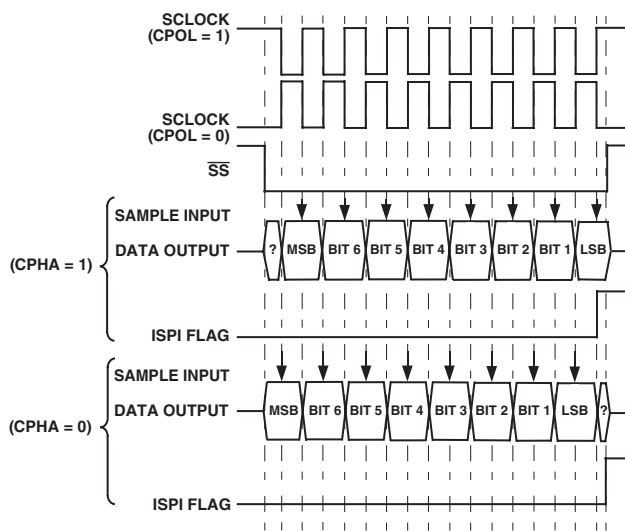 SCLOCK
(CPOL = 1)
SCLOCK
(CPOL = 0)
SS
SAMPLE INPUT
DATA OUTPUT
? MSB BIT 6 BIT 5 BIT 4 BIT 3 BIT 2 BIT 1 LSB
(CPHA = 1)
ISPI FLAG
SAMPLE INPUT
DATA OUTPUT
MSB BIT 6 BIT 5 BIT 4 BIT 3 BIT 2 BIT 1 LSB ?
(CPHA = 0)
ISPI FLAG